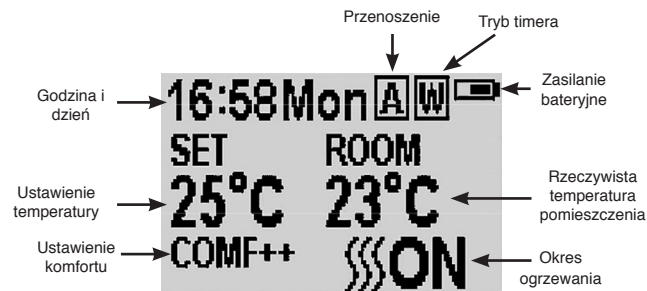 Przenoszenie
Tryb timera
Godzina i
dzień
16:58Mon A W
Zasilanie
bateryjne
SET ROOM
Ustawienie
temperatury
25°C 23°C
Rzeczywista
temperatura
pomieszczenia
Ustawienie
komfortu
COMF++ ON
Okres
ogrzewania